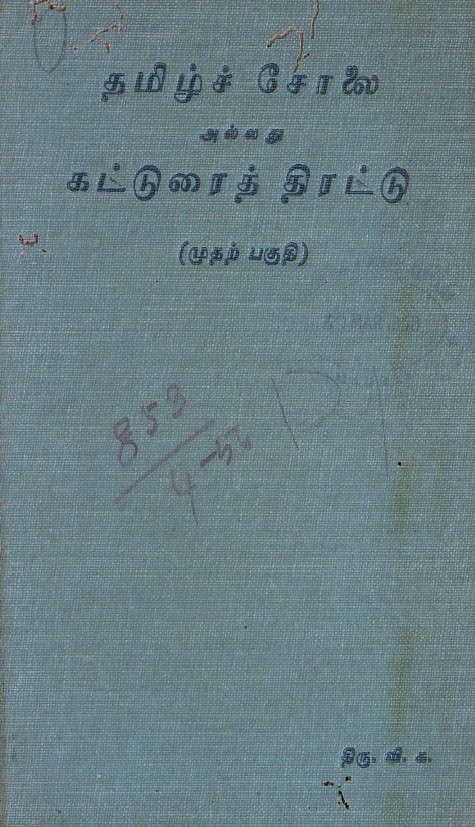 தமிழ்ச் சோலை
அல்லது
கட்டுரைத் திரட்டு
(முதற் பகுதி)
859
4
திரு. வி. க.